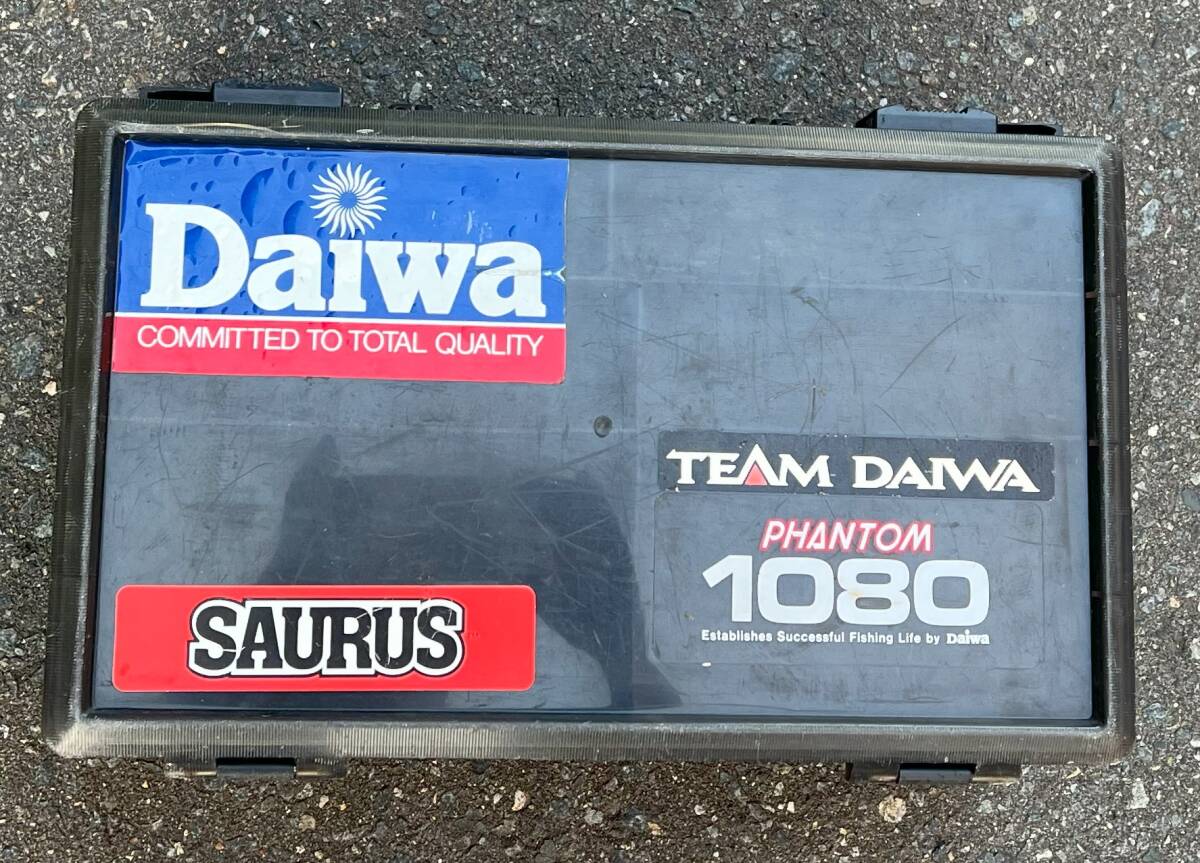 Daiwa
COMMITTED TO TOTAL QUALITY
TEAM DAIWA
PHANTOM
1080
Establishes Successful Fishing Life by Daiwa
SAURUS